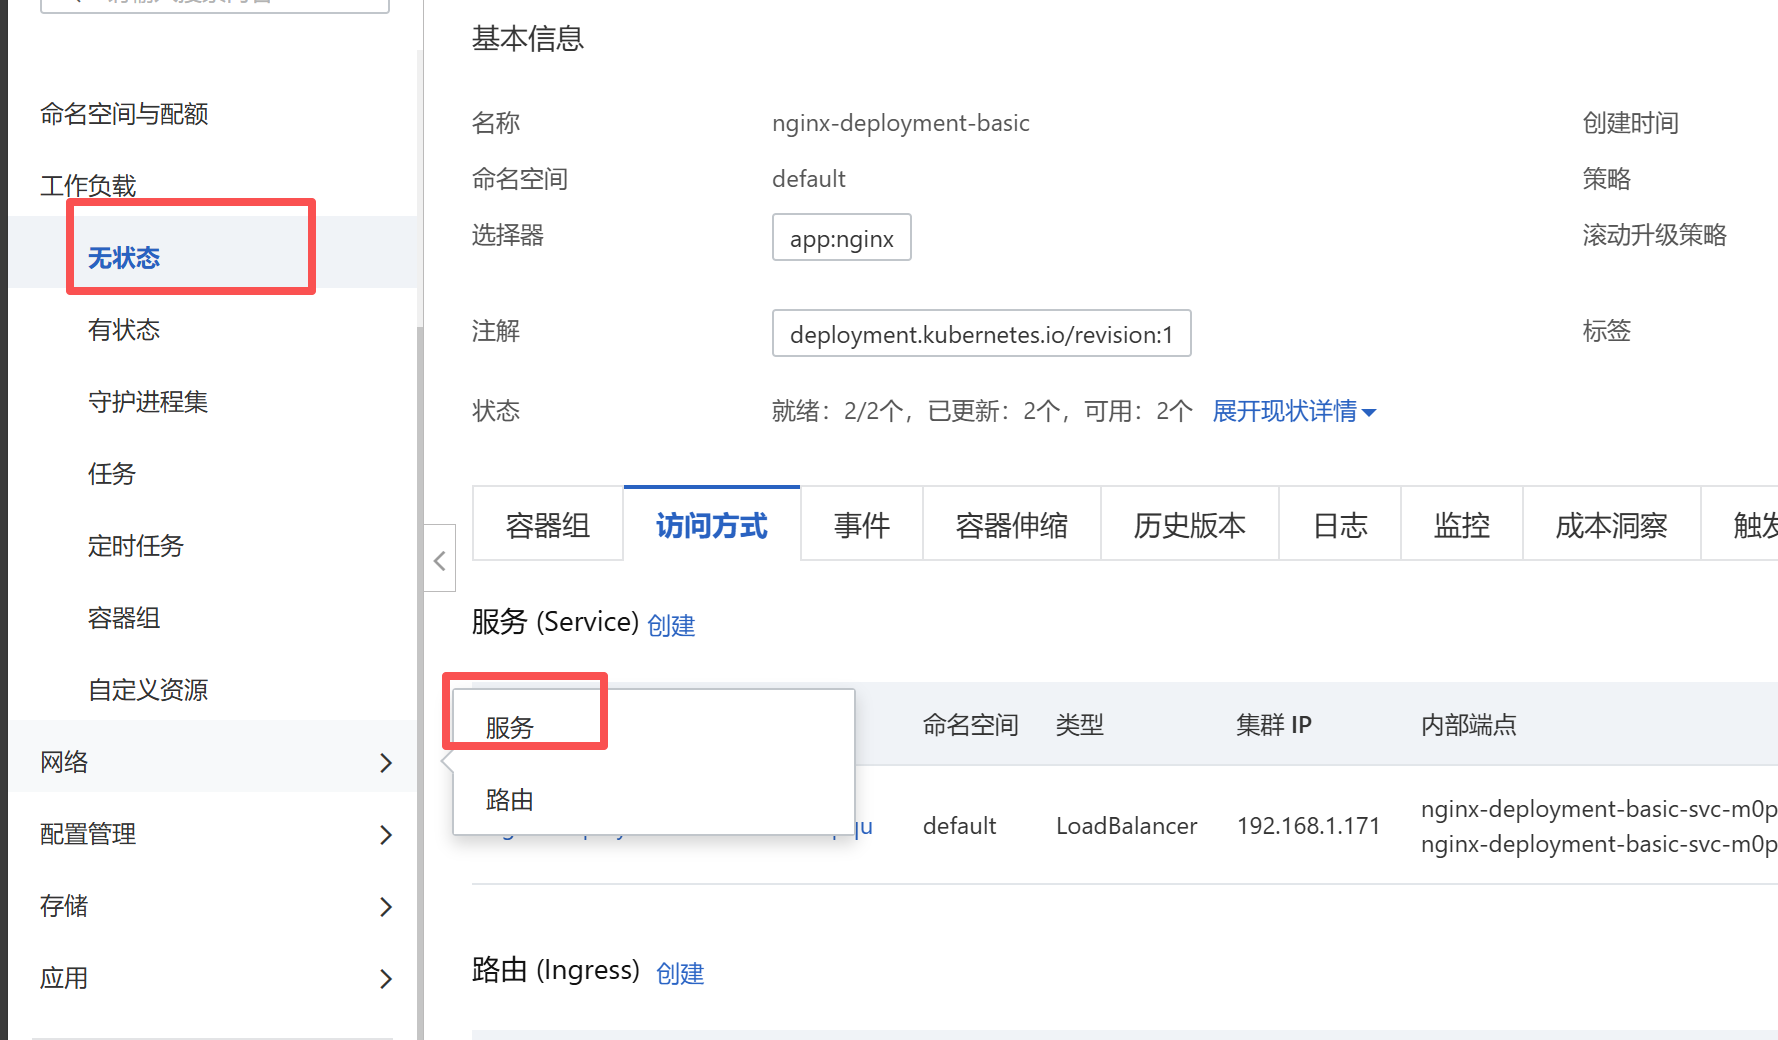 命名空间与配额
工作负载
无状态
有状态
守护进程集
任务
定时任务
容器组
自定义资源
网络
配置管理
存储
应用
基本信息
名称 nginx-deployment-basic 创建时间
命名空间 default 策略
选择器 app:nginx 滚动升级策略
注解 deployment.kubernetes.io/revision:1 标签
状态 就绪：2/2个，已更新：2个，可用：2个 展开现状详情
容器组 访问方式 事件 容器伸缩 历史版本 日志 监控 成本洞察 触发
服务 (Service) 创建
服务
路由
命名空间 类型 集群 IP 内部端点
default LoadBalancer 192.168.1.171 nginx-deployment-basic-svc-m0p
nginx-deployment-basic-svc-m0p
路由 (Ingress) 创建